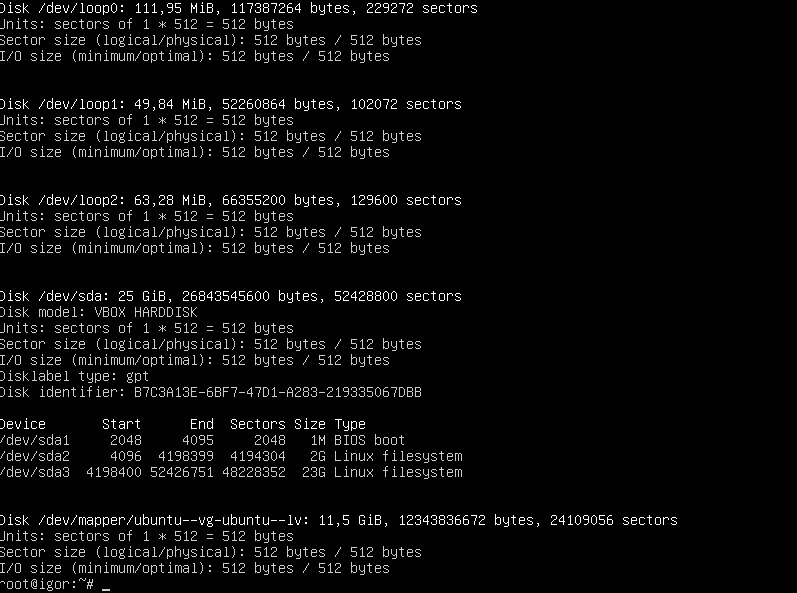 Disk /dev/loop0: 111,95 MiB, 117387264 bytes, 229272 sectors
Units: sectors of 1 * 512 = 512 bytes
Sector size (logical/physical): 512 bytes / 512 bytes
I/O size (minimum/optimal): 512 bytes / 512 bytes
Disk /dev/loop1: 49,84 MiB, 52260864 bytes, 102072 sectors
Units: sectors of 1 * 512 = 512 bytes
Sector size (logical/physical): 512 bytes / 512 bytes
I/O size (minimum/optimal): 512 bytes / 512 bytes
Disk /dev/loop2: 63,28 MiB, 66355200 bytes, 129600 sectors
Units: sectors of 1 * 512 = 512 bytes
Sector size (logical/physical): 512 bytes / 512 bytes
I/O size (minimum/optimal): 512 bytes / 512 bytes
Disk /dev/sda: 25 GiB, 26843545600 bytes, 52428800 sectors
Disk model: VBOX HARDDISK
Units: sectors of 1 * 512 = 512 bytes
Sector size (logical/physical): 512 bytes / 512 bytes
I/O size (minimum/optimal): 512 bytes / 512 bytes
Disklabel type: gpt
Disk identifier: B7C3A13E-6BF7-47D1-A283-219335067DBB
Device Start End Sectors Size Type
/dev/sda1 2048 4095 2048 1M BIOS boot
/dev/sda2 4096 4198399 4194304 2G Linux filesystem
/dev/sda3 4198400 52426751 48228352 23G Linux filesystem
Disk /dev/mapper/ubuntu--vg-ubuntu--lv: 11,5 GiB, 12343836672 bytes, 24109056 sectors
Units: sectors of 1 * 512 = 512 bytes
Sector size (logical/physical): 512 bytes / 512 bytes
I/O size (minimum/optimal): 512 bytes / 512 bytes
root@igor:~# _